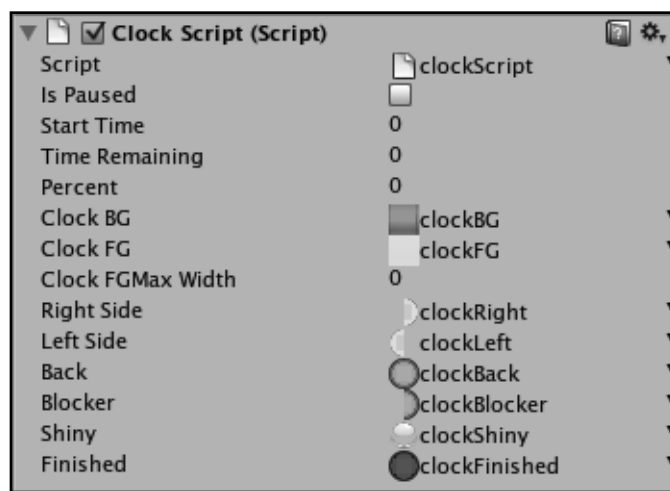 Clock Script (Script)
Script clockScript
Is Paused
Start Time 0
Time Remaining 0
Percent 0
Clock BG clockBG
Clock FG clockFG
Clock FGMax Width 0
Right Side clockRight
Left Side clockLeft
Back clockBack
Blocker clockBlocker
Shiny clockShiny
Finished clockFinished